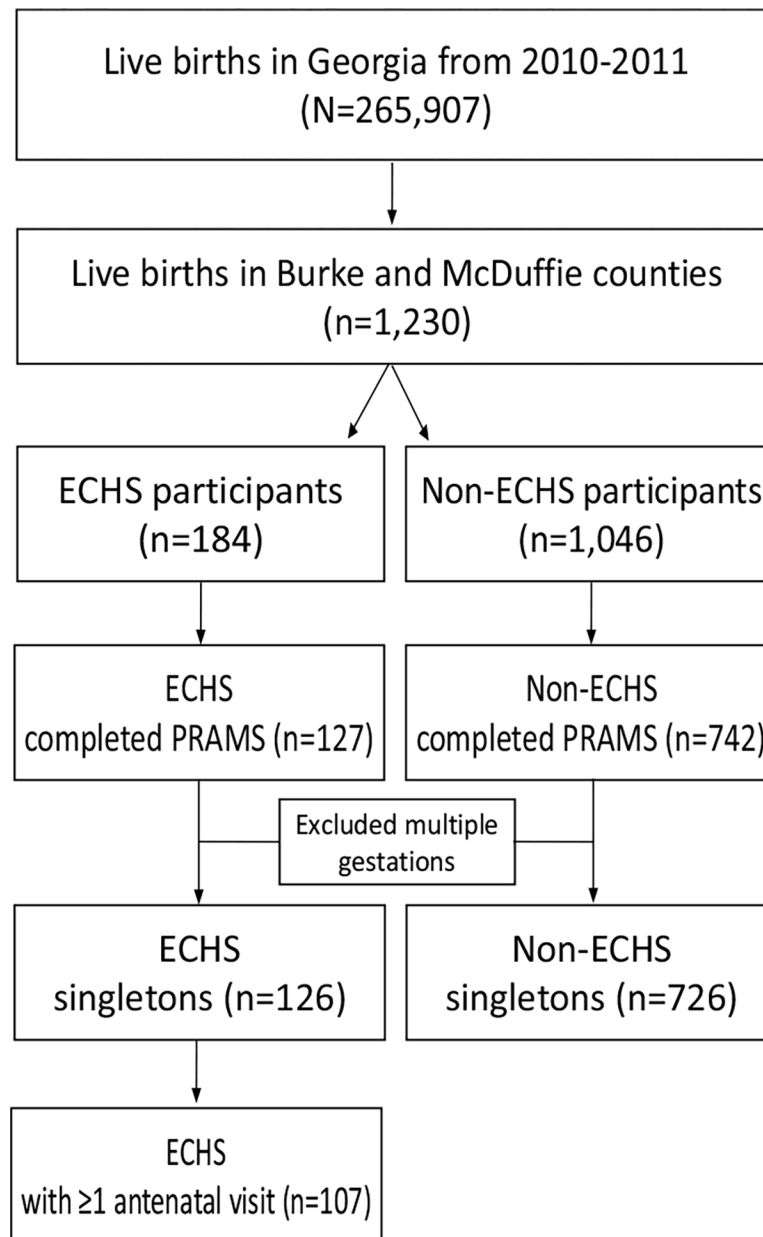 Live births in Georgia from 2010-2011
(N=265,907)
Live births in Burke and McDuffie counties
(n=1,230)
ECHS participants
(n=184)
Non-ECHS participants
(n=1,046)
ECHS
completed PRAMS (n=127)
Non-ECHS
completed PRAMS (n=742)
Excluded multiple
gestations
ECHS
singletons (n=126)
Non-ECHS
singletons (n=726)
ECHS
with ≥1 antenatal visit (n=107)